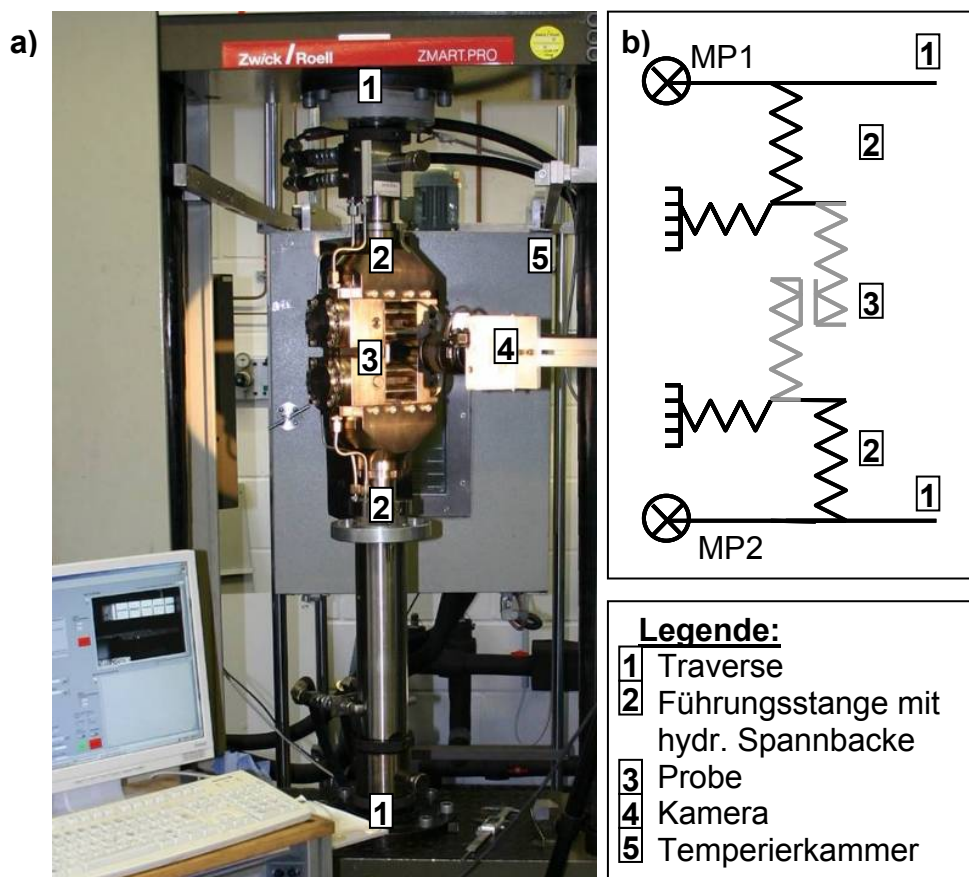 a)
Zwick / Roell ZMART.PRO
1
2
5
3
4
2
1
b)
MP1
1
2
3
2
1
MP2
Legende:
1 Traverse
2 Führungsstange mit
hydr. Spannbacke
3 Probe
4 Kamera
5 Temperierkammer